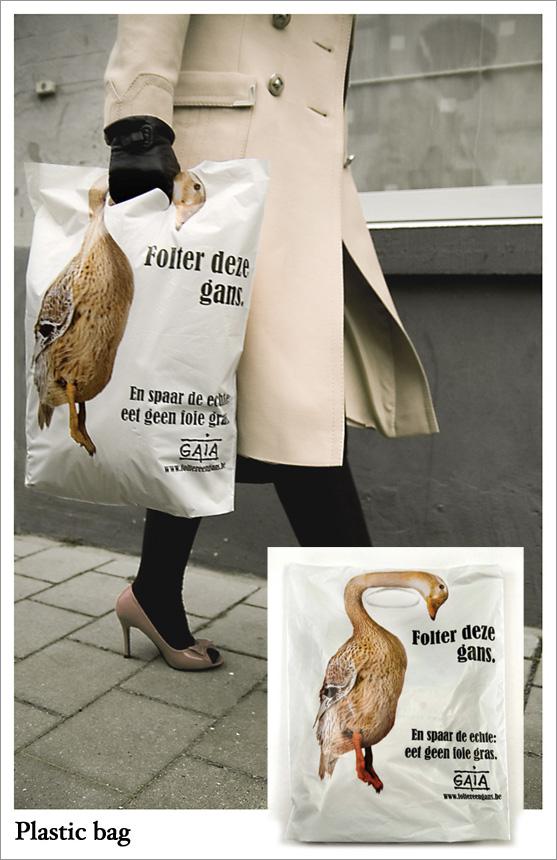 Folter deze
gans.
En spaar de echte:
eet geen foie gras.
GAIA
www.foltereengans.be
Folter deze
gans.
En spaar de echte:
eet geen foie gras.
GAIA
www.foltereengans.be
Plastic bag